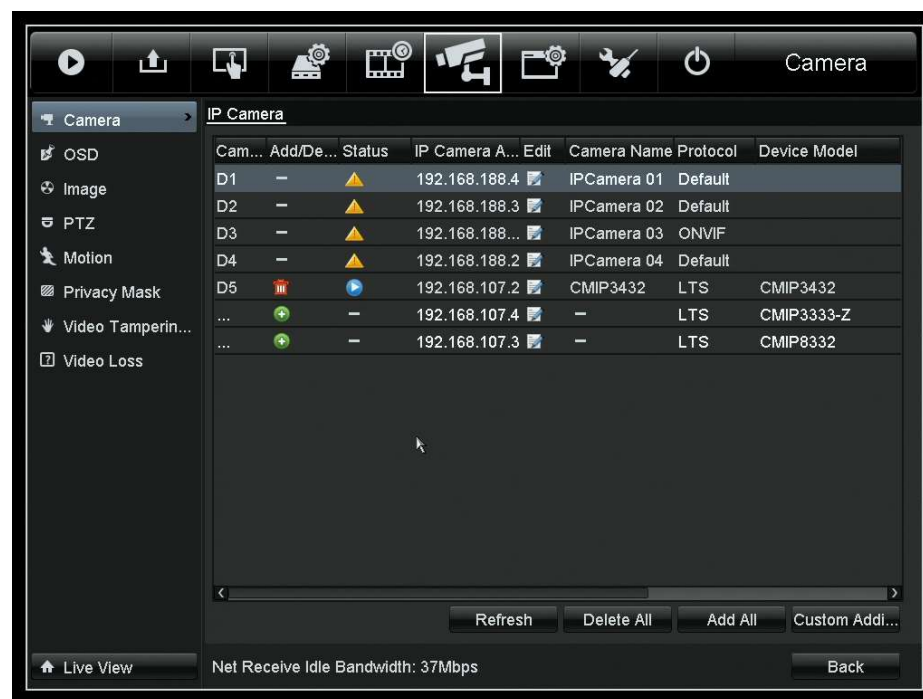 Camera
Camera
OSD
Image
PTZ
Motion
Privacy Mask
Video Tamperin...
Video Loss
IP Camera
Cam... Add/De... Status IP Camera A... Edit Camera Name Protocol Device Model
D1 – 192.168.188.4 IPCamera 01 Default
D2 – 192.168.188.3 IPCamera 02 Default
D3 – 192.168.188... IPCamera 03 ONVIF
D4 – 192.168.188.2 IPCamera 04 Default
D5 192.168.107.2 CMIP3432 LTS CMIP3432
... – 192.168.107.4 – LTS CMIP3333-Z
... – 192.168.107.3 – LTS CMIP8332
Refresh Delete All Add All Custom Addi...
Live View
Net Receive Idle Bandwidth: 37Mbps
Back